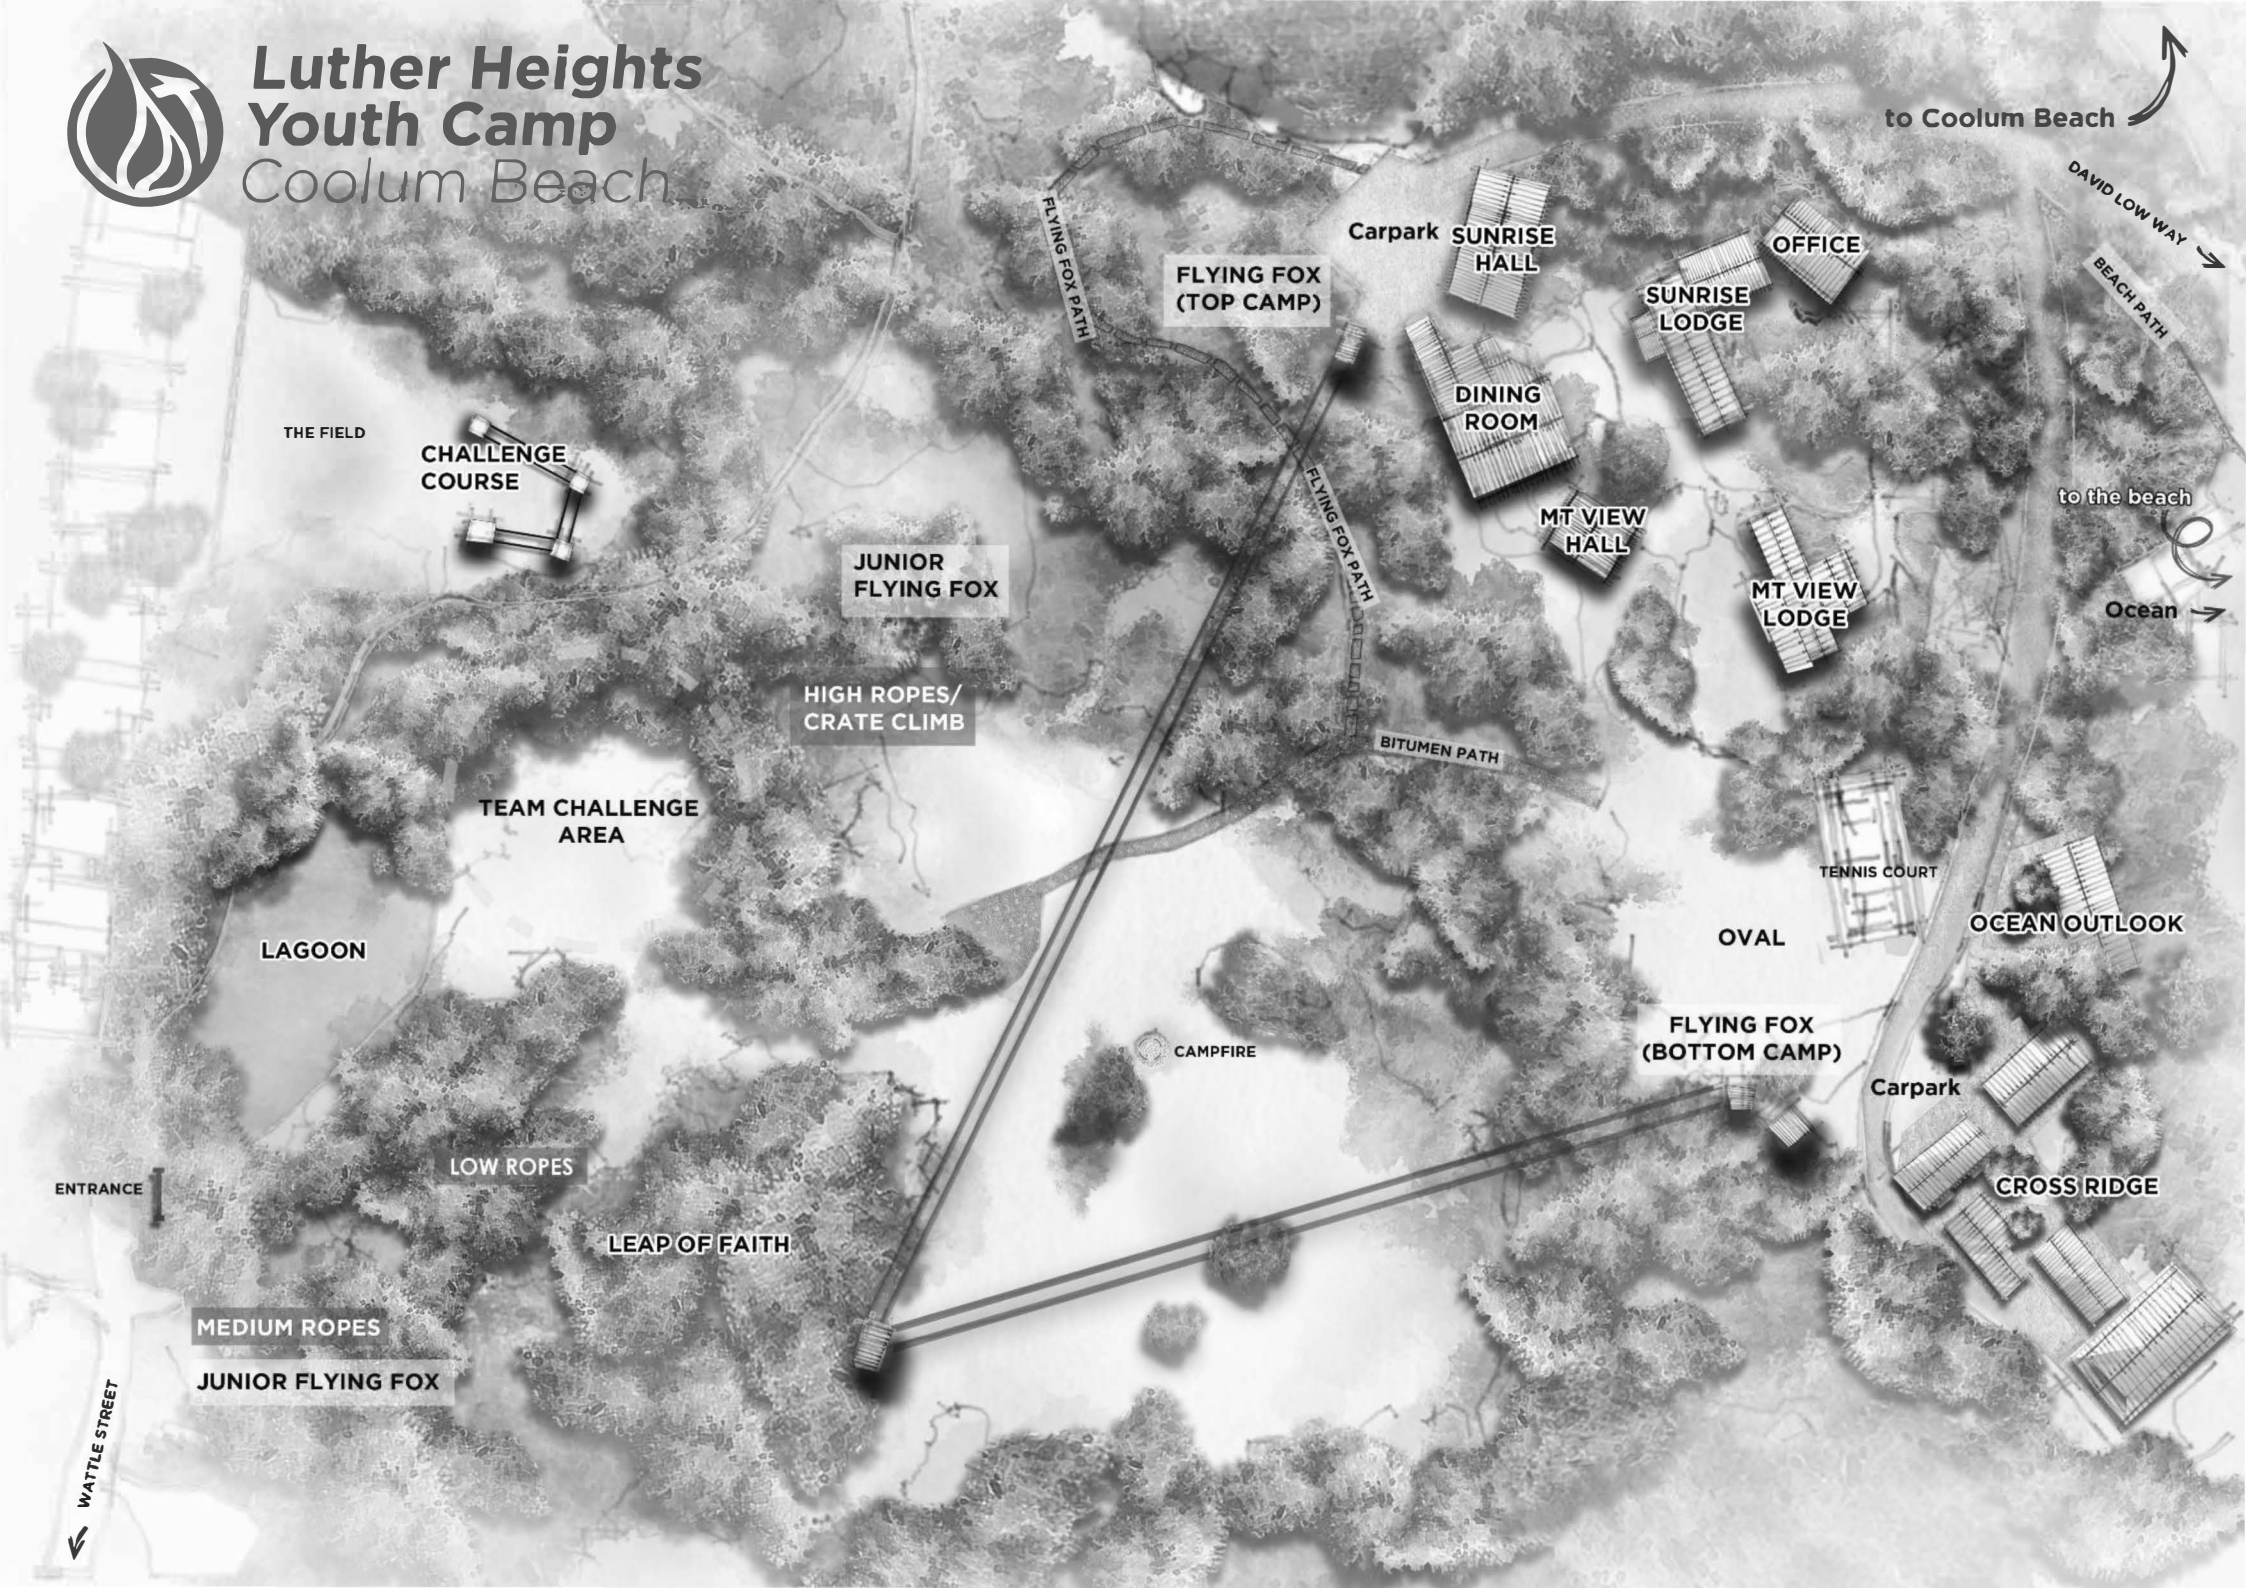 Luther Heights
Youth Camp
Coolum Beach
to Coolum Beach
DAVID LOW WAY
BEACH PATH
FLYING FOX PATH
Carpark
SUNRISE
HALL
OFFICE
FLYING FOX
(TOP CAMP)
SUNRISE
LODGE
DINING
ROOM
THE FIELD
CHALLENGE
COURSE
FLYING FOX PATH
to the beach
MT VIEW
HALL
JUNIOR
FLYING FOX
MT VIEW
LODGE
Ocean
HIGH ROPES/
CRATE CLIMB
BITUMEN PATH
TEAM CHALLENGE
AREA
TENNIS COURT
LAGOON
OVAL
OCEAN OUTLOOK
FLYING FOX
(BOTTOM CAMP)
CAMPFIRE
Carpark
LOW ROPES
ENTRANCE
CROSS RIDGE
LEAP OF FAITH
MEDIUM ROPES
JUNIOR FLYING FOX
WATTLE STREET